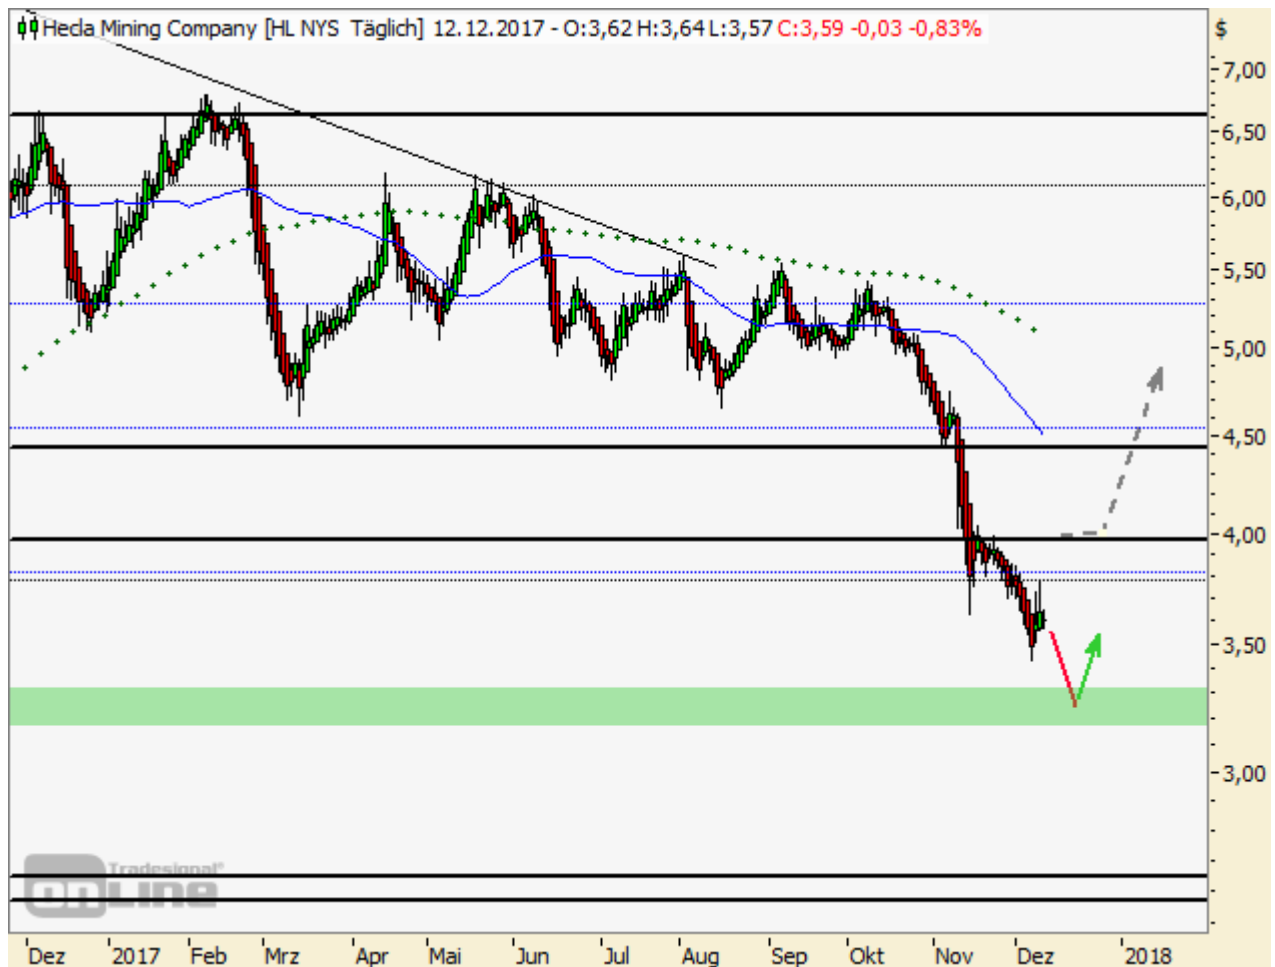 Hecla Mining Company [HL NYS Täglich] 12.12.2017 - O:3,62 H:3,64 L:3,57 C:3,59 -0,03 -0,83%
$
7,00
6,50
6,00
5,50
5,00
4,50
4,00
3,50
3,00
Tradesignal®
onLine
Dez 2017 Feb Mrz Apr Mai Jun Jul Aug Sep Okt Nov Dez 2018